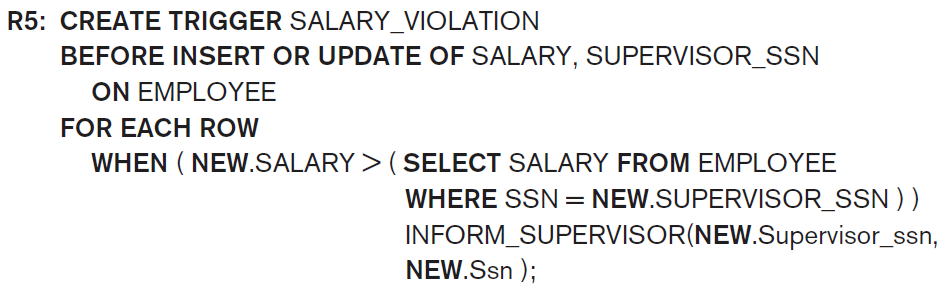 R5: CREATE TRIGGER SALARY_VIOLATION
BEFORE INSERT OR UPDATE OF SALARY, SUPERVISOR_SSN
ON EMPLOYEE
FOR EACH ROW
WHEN ( NEW.SALARY > ( SELECT SALARY FROM EMPLOYEE
WHERE SSN = NEW.SUPERVISOR_SSN ) )
INFORM_SUPERVISOR(NEW.Supervisor_ssn,
NEW.Ssn );